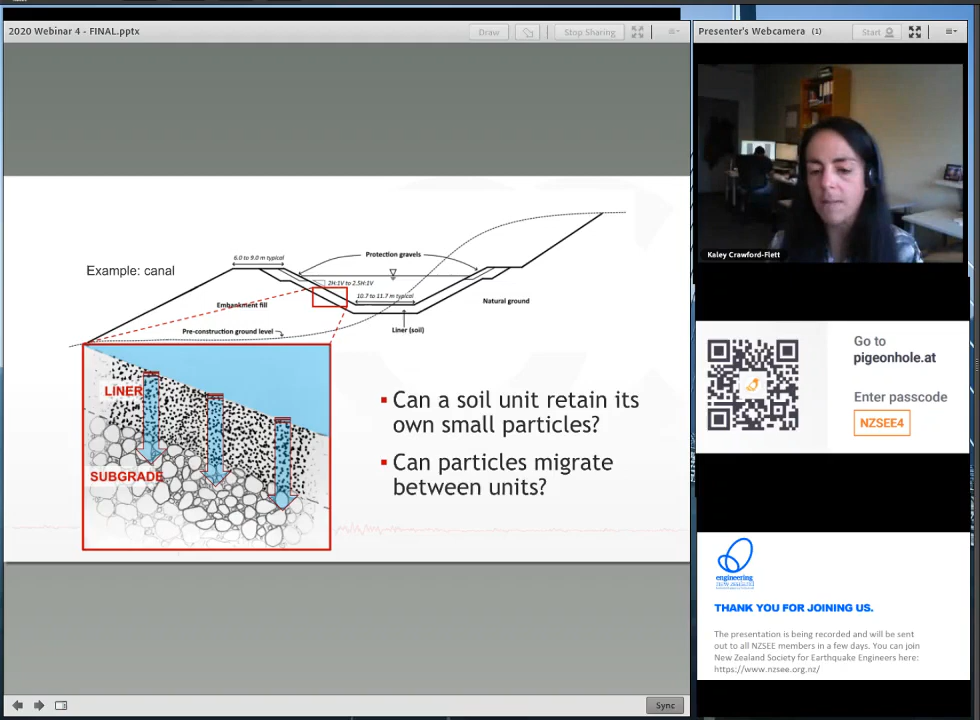 2020 Webinar 4 - FINAL.pptx
Draw
Stop Sharing
Presenter's Webcamera (1)
Start
Example: canal
6.0 to 9.0 m typical
Protection gravels
2H:1V to 2.5H:1V
10.7 to 11.7 m typical
Embankment fill
Natural ground
Pre-construction ground level
Liner (soil)
LINER
SUBGRADE
▪ Can a soil unit retain its
own small particles?
▪ Can particles migrate
between units?
Kaley Crawford-Flett
Go to
pigeonhole.at
Enter passcode
NZSEE4
engineering
NEW ZEALAND
THANK YOU FOR JOINING US.
The presentation is being recorded and will be sent
out to all NZSEE members in a few days. You can join
New Zealand Society for Earthquake Engineers here:
https://www.nzsee.org.nz/
Sync